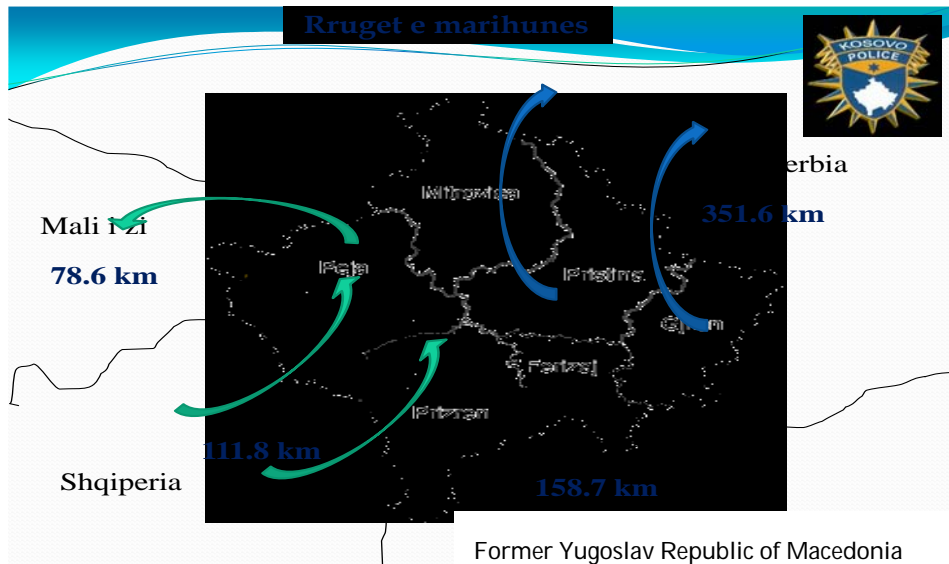 Rruget e marihunes
KOSOVO
POLICE
erbia
Mitrovica
351.6 km
Mali i zi
Peja
Pristina
78.6 km
Gjilan
Ferizaj
Prizren
111.8 km
Shqiperia
158.7 km
Former Yugoslav Republic of Macedonia